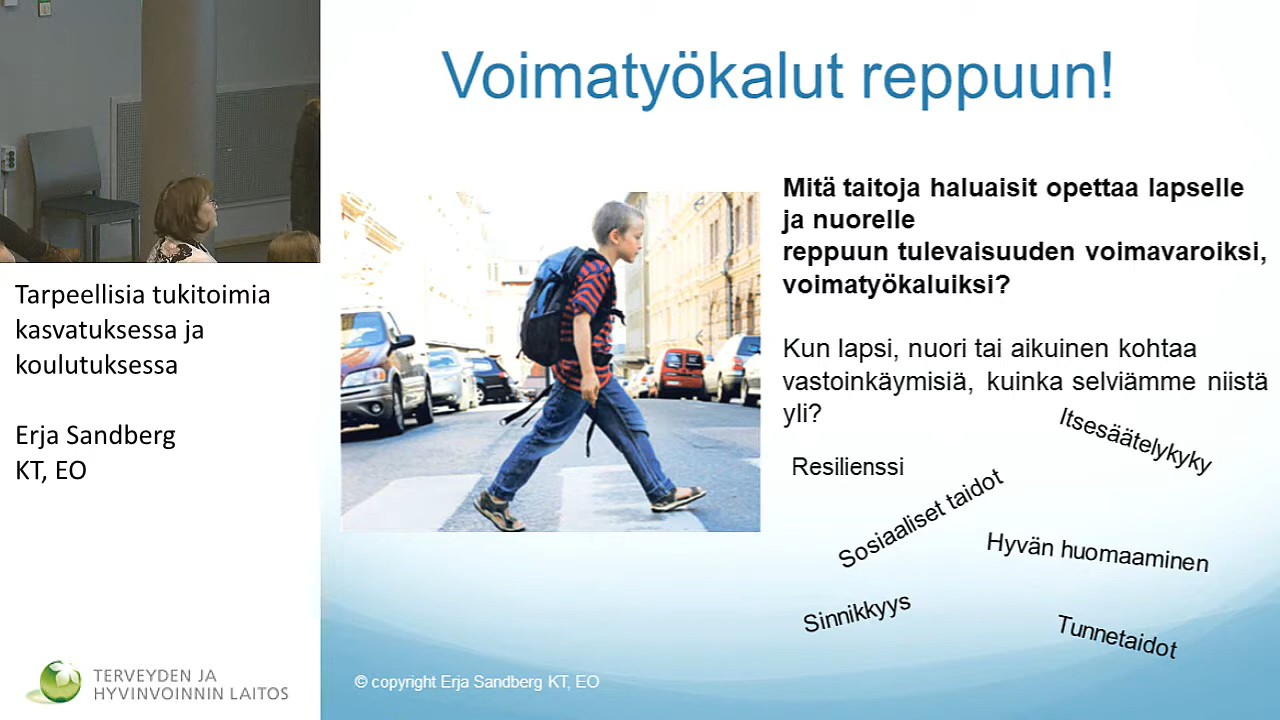 Tarpeellisia tukitoimia
kasvatuksessa ja
koulutuksessa
Erja Sandberg
KT, EO
TERVEYDEN JA
HYVINVOINNIN LAITOS
Voimatyökalut reppuun!
Mitä taitoja haluaisit opettaa lapselle
ja nuorelle
reppuun tulevaisuuden voimavaroiksi,
voimatyökaluiksi?
Kun lapsi, nuori tai aikuinen kohtaa
vastoinkäymisiä, kuinka selviämme niistä
yli?
Itsesäätelykyky
Resilienssi
Sosiaaliset taidot
Hyvän huomaaminen
Sinnikkyys
Tunnetaidot
© copyright Erja Sandberg KT, EO